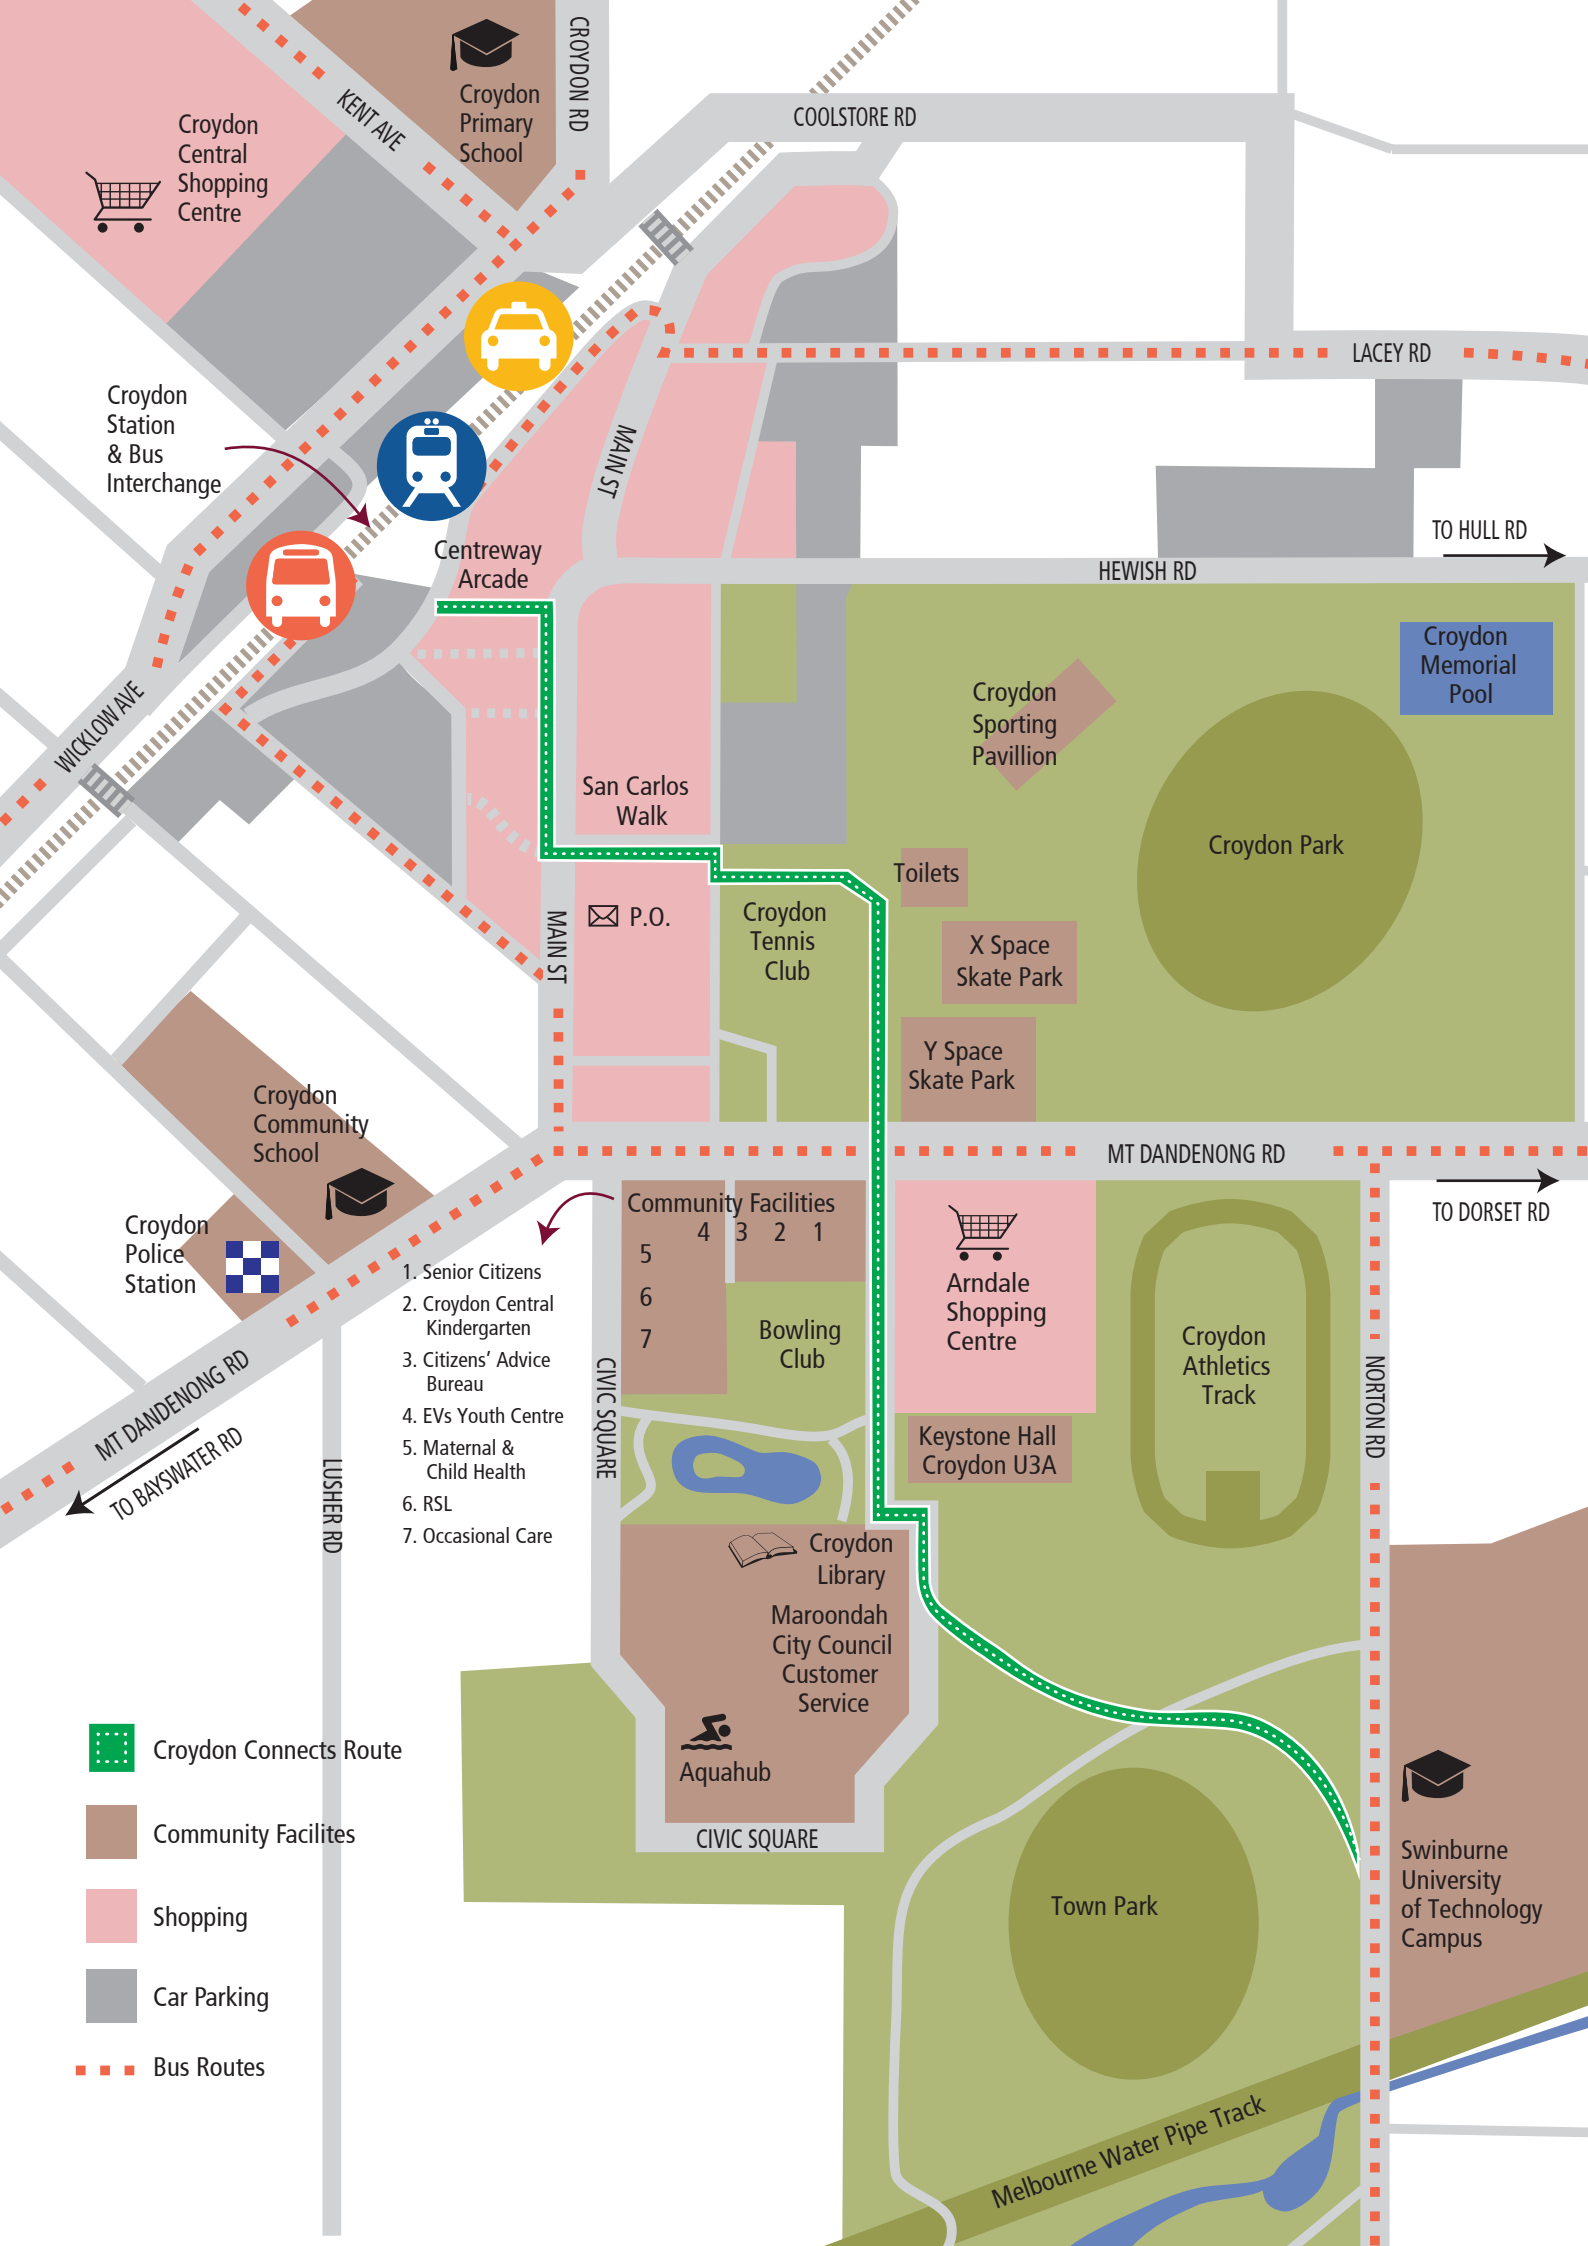 CROYDON RD
Croydon
Primary
School
KENT AVE
COOLSTORE RD
Croydon
Central
Shopping
Centre
LACEY RD
Croydon
Station
& Bus
Interchange
MAIN ST
TO HULL RD
Centreway
Arcade
HEWISH RD
Croydon
Memorial
Pool
Croydon
Sporting
Pavillion
WICKLOW AVE
San Carlos
Walk
Croydon Park
Toilets
P.O.
MAIN ST
Croydon
Tennis
Club
X Space
Skate Park
Y Space
Skate Park
Croydon
Community
School
MT DANDENONG RD
TO DORSET RD
Croydon
Police
Station
Community Facilities
4 3 2 1
5
6
7
1. Senior Citizens
2. Croydon Central
Kindergarten
3. Citizens' Advice
Bureau
4. EVs Youth Centre
5. Maternal &
Child Health
6. RSL
7. Occasional Care
Bowling
Club
Arndale
Shopping
Centre
Croydon
Athletics
Track
CIVIC SQUARE
NORTON RD
MT DANDENONG RD
TO BAYSWATER RD
LUSHER RD
Keystone Hall
Croydon U3A
Croydon
Library
Maroondah
City Council
Customer
Service
Aquahub
CIVIC SQUARE
Town Park
Swinburne
University
of Technology
Campus
Melbourne Water Pipe Track
Croydon Connects Route
Community Facilites
Shopping
Car Parking
Bus Routes